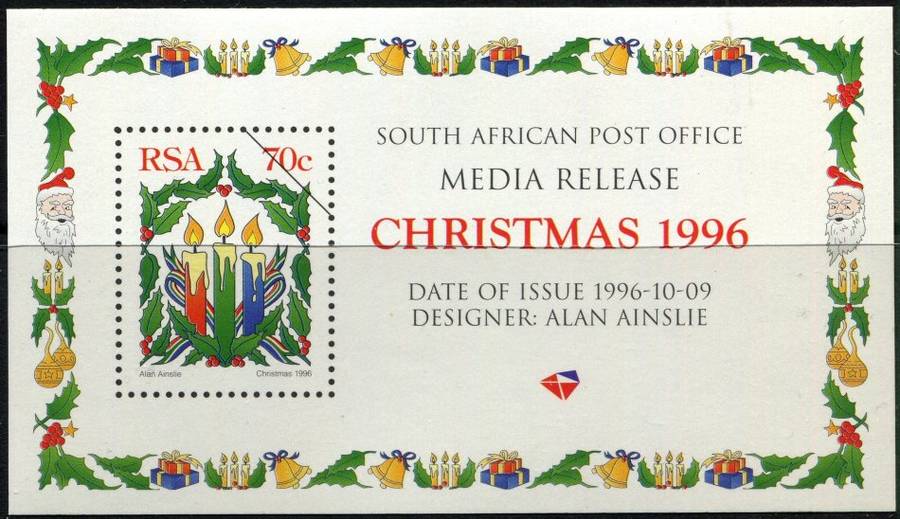 RSA 70c
Alan Ainslie Christmas 1996
SOUTH AFRICAN POST OFFICE
MEDIA RELEASE
CHRISTMAS 1996
DATE OF ISSUE 1996-10-09
DESIGNER: ALAN AINSLIE